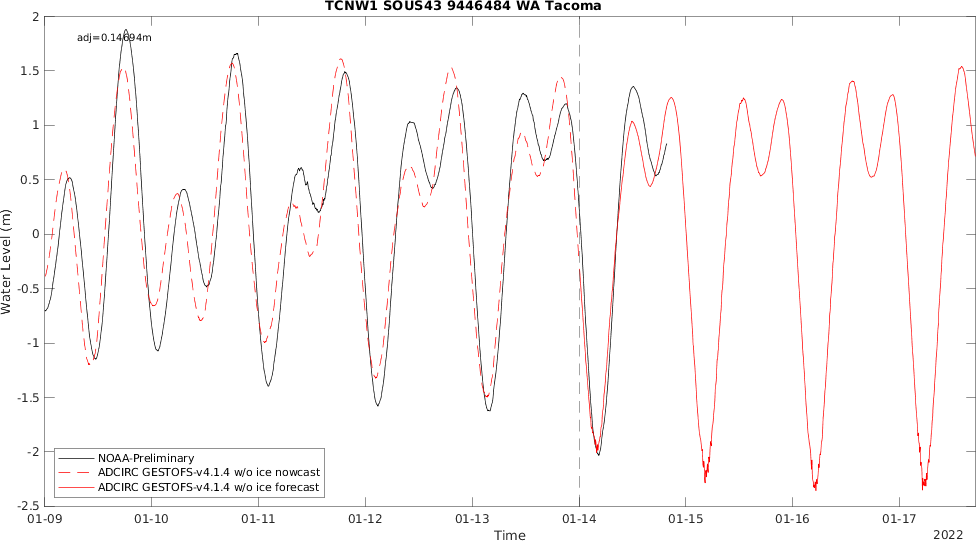 TCNW1 SOUS43 9446484 WA Tacoma
adj=0.14694m
2
1.5
1
0.5
0
-0.5
-1
-1.5
-2
-2.5
Water Level (m)
NOAA-Preliminary
ADCIRC GESTOFS-v4.1.4 w/o ice nowcast
ADCIRC GESTOFS-v4.1.4 w/o ice forecast
01-09 01-10 01-11 01-12 01-13 01-14 01-15 01-16 01-17
Time
2022